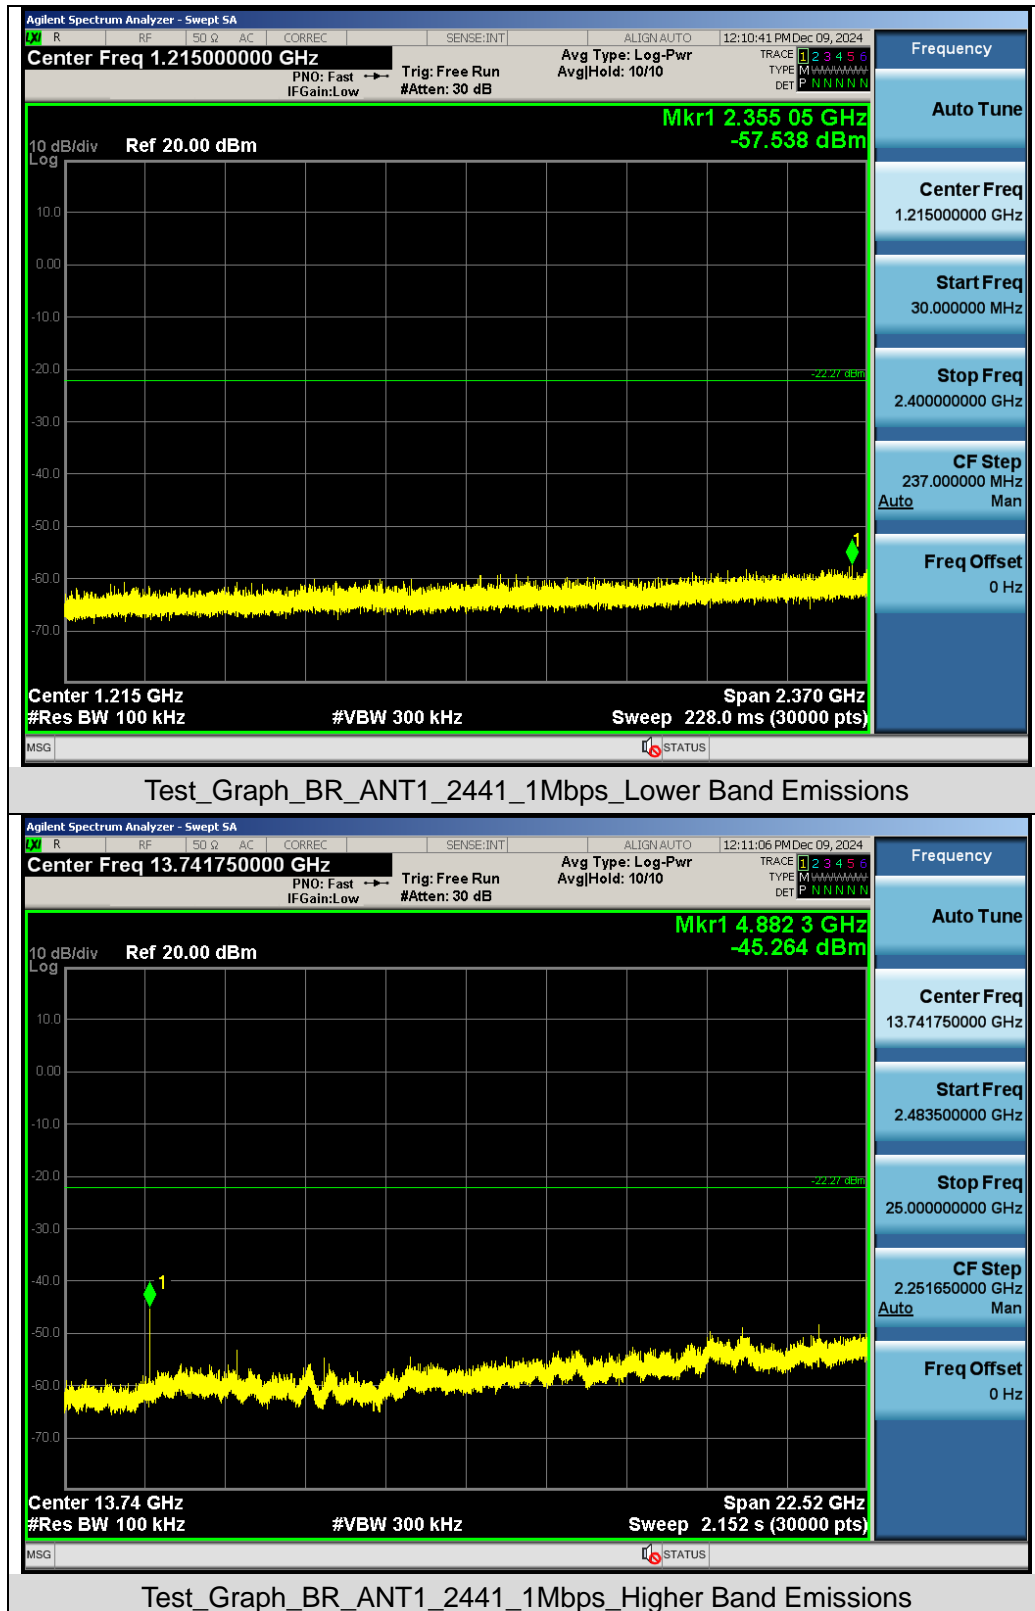 Agilent Spectrum Analyzer - Swept SA
LXI R RF 50 Ω AC CORREC SENSE:INT ALIGN AUTO 12:10:41 PM Dec 09, 2024
Center Freq 1.215000000 GHz
PNO: Fast
IFGain:Low
Trig: Free Run
#Atten: 30 dB
Avg Type: Log-Pwr
Avg|Hold: 10/10
TRACE 1 2 3 4 5 6
TYPE M
DET P N N N N N
Mkr1 2.355 05 GHz
-57.538 dBm
10 dB/div
Log
Ref 20.00 dBm
10.0
0.00
-10.0
-20.0
-22.27 dBm
-30.0
-40.0
-50.0
1
-60.0
-70.0
Center 1.215 GHz
Span 2.370 GHz
#Res BW 100 kHz
#VBW 300 kHz
Sweep 228.0 ms (30000 pts)
MSG
STATUS
Frequency
Auto Tune
Center Freq
1.215000000 GHz
Start Freq
30.000000 MHz
Stop Freq
2.400000000 GHz
CF Step
237.000000 MHz
Auto Man
Freq Offset
0 Hz
Test_Graph_BR_ANT1_2441_1Mbps_Lower Band Emissions
Agilent Spectrum Analyzer - Swept SA
LXI R RF 50 Ω AC CORREC SENSE:INT ALIGN AUTO 12:11:06 PM Dec 09, 2024
Center Freq 13.741750000 GHz
PNO: Fast
IFGain:Low
Trig: Free Run
#Atten: 30 dB
Avg Type: Log-Pwr
Avg|Hold: 10/10
TRACE 1 2 3 4 5 6
TYPE M
DET P N N N N N
Mkr1 4.882 3 GHz
-45.264 dBm
10 dB/div
Log
Ref 20.00 dBm
10.0
0.00
-10.0
-20.0
-22.27 dBm
-30.0
-40.0
1
-50.0
-60.0
-70.0
Center 13.74 GHz
Span 22.52 GHz
#Res BW 100 kHz
#VBW 300 kHz
Sweep 2.152 s (30000 pts)
MSG
STATUS
Frequency
Auto Tune
Center Freq
13.741750000 GHz
Start Freq
2.483500000 GHz
Stop Freq
25.000000000 GHz
CF Step
2.251650000 GHz
Auto Man
Freq Offset
0 Hz
Test_Graph_BR_ANT1_2441_1Mbps_Higher Band Emissions